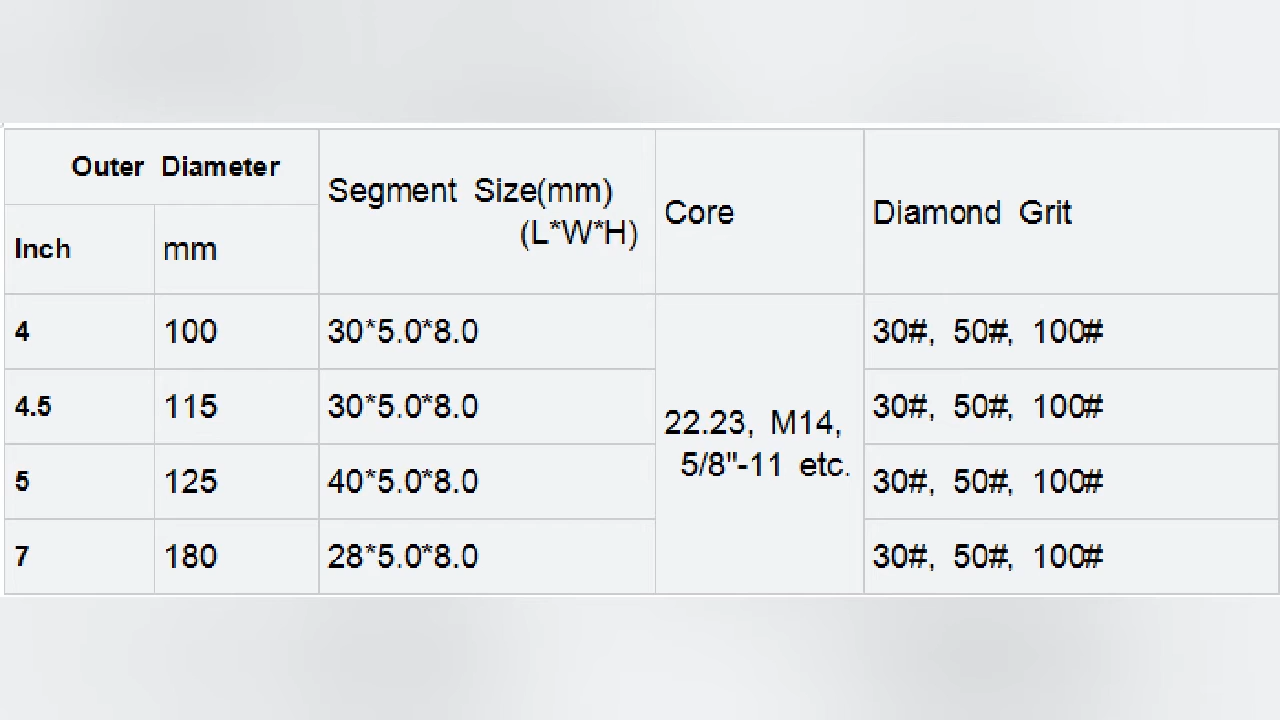 Outer Diameter
Segment Size(mm)
(L*W*H)
Core
Diamond Grit
Inch
mm
4
100
30*5.0*8.0
30#, 50#, 100#
4.5
115
30*5.0*8.0
22.23, M14,
5/8"-11 etc.
30#, 50#, 100#
5
125
40*5.0*8.0
30#, 50#, 100#
7
180
28*5.0*8.0
30#, 50#, 100#